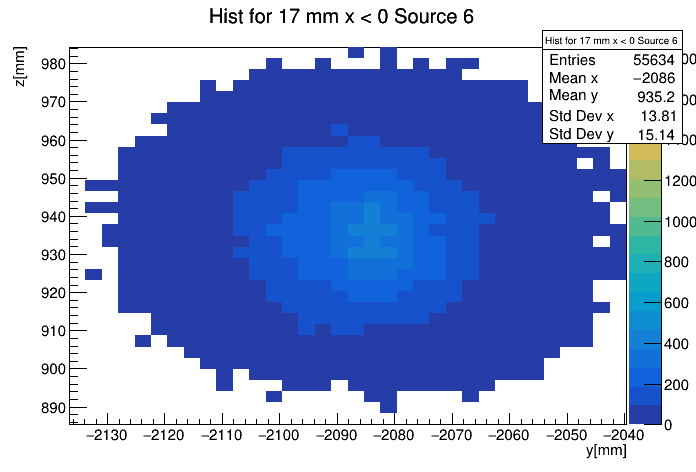 Hist for 17 mm x < 0 Source 6
Hist for 17 mm x < 0 Source 6
Entries 55634
Mean x −2086
Mean y 935.2
Std Dev x 13.81
Std Dev y 15.14
z[mm]
980
970
960
950
940
930
920
910
900
890
−2130 −2120 −2110 −2100 −2090 −2080 −2070 −2060 −2050 −2040
y[mm]
1000
800
600
400
200
0